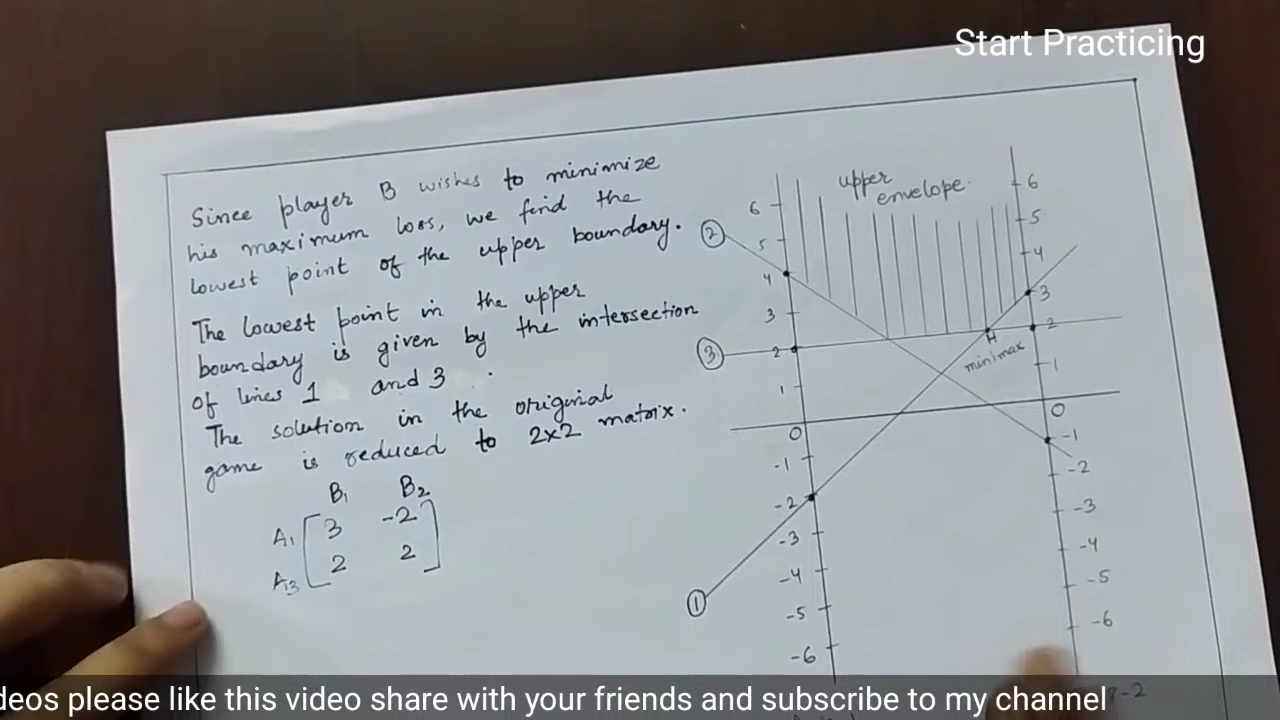 Start Practicing
Since player B wishes to minimize
his maximum loss, we find the
lowest point of the upper boundary.
The lowest point in the upper
boundary is given by the intersection
of lines 1 and 3.
The solution in the original
game is reduced to 2x2 matrix.
B1 B2
A1 3 -2
A13 2 2
upper
envelope.
6
5
4
3
2
1
0
-1
-2
-3
-4
-5
-6
6
5
4
3
2
1
0
-1
-2
-3
-4
-5
-6
2
3
1
H
minimax
deos please like this video share with your friends and subscribe to my channel